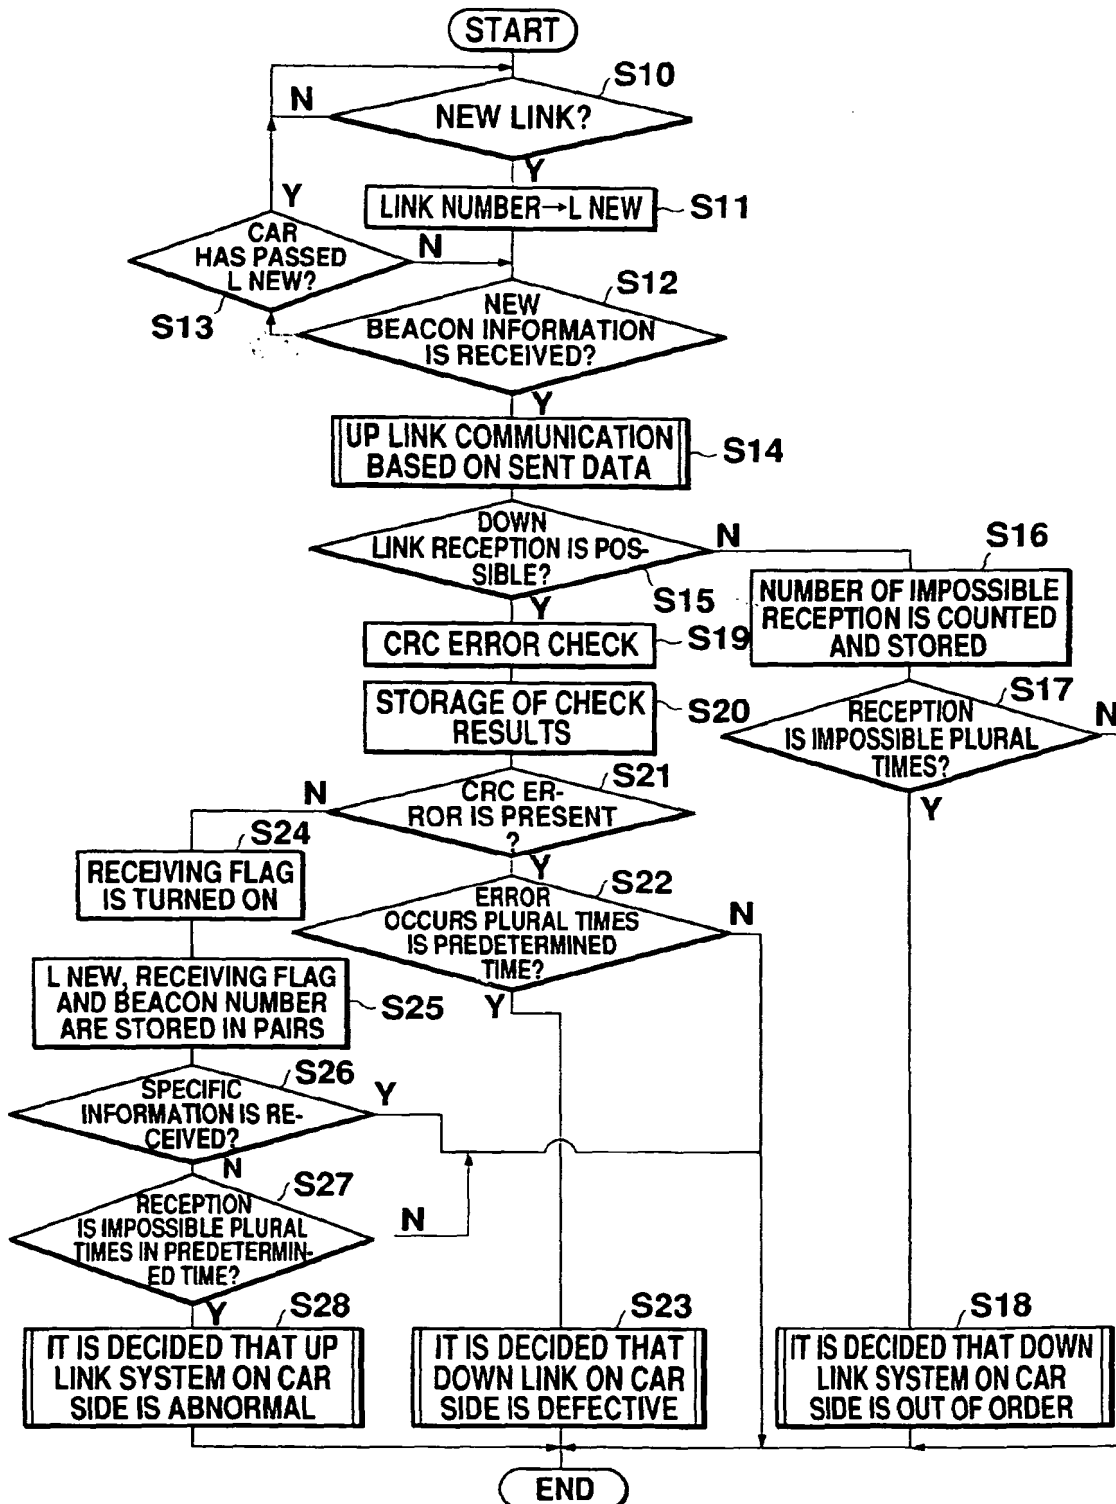 START
S10
N
NEW LINK?
Y
LINK NUMBER→L NEW
S11
Y
CAR
HAS PASSED
L NEW?
N
S13
S12
NEW
BEACON INFORMATION
IS RECEIVED?
Y
UP LINK COMMUNICATION
BASED ON SENT DATA
S14
DOWN
LINK RECEPTION IS POS-
SIBLE?
N
S15
Y
S16
NUMBER OF IMPOSSIBLE
RECEPTION IS COUNTED
AND STORED
CRC ERROR CHECK
S19
STORAGE OF CHECK
RESULTS
S20
S17
RECEPTION
IS IMPOSSIBLE PLURAL
TIMES?
N
Y
S21
N
CRC ER-
ROR IS PRESENT
?
Y
S24
RECEIVING FLAG
IS TURNED ON
S22
ERROR
OCCURS PLURAL TIMES
IS PREDETERMINED
TIME?
N
Y
L NEW, RECEIVING FLAG
AND BEACON NUMBER
ARE STORED IN PAIRS
S25
S26
SPECIFIC
INFORMATION IS RE-
CEIVED?
Y
N
S27
RECEPTION
IS IMPOSSIBLE PLURAL
TIMES IN PREDETERMIN-
ED TIME?
N
Y
S28
IT IS DECIDED THAT UP
LINK SYSTEM ON CAR
SIDE IS ABNORMAL
S23
IT IS DECIDED THAT
DOWN LINK ON CAR
SIDE IS DEFECTIVE
S18
IT IS DECIDED THAT DOWN
LINK SYSTEM ON CAR
SIDE IS OUT OF ORDER
END